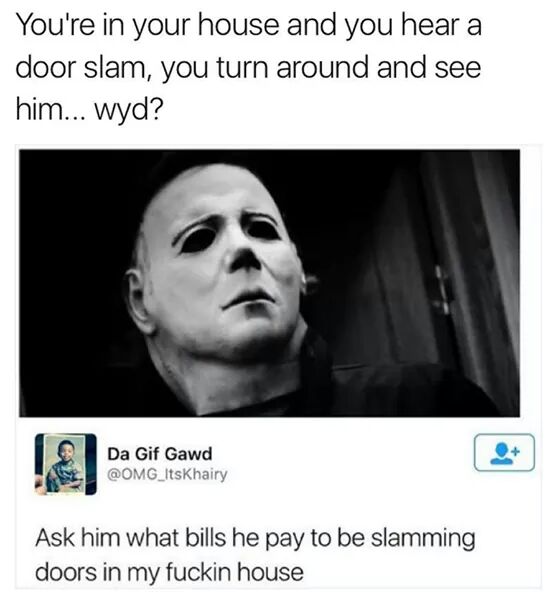 You're in your house and you hear a
door slam, you turn around and see
him... wyd?
Da Gif Gawd
@OMG_ItsKhairy
Ask him what bills he pay to be slamming
doors in my fuckin house